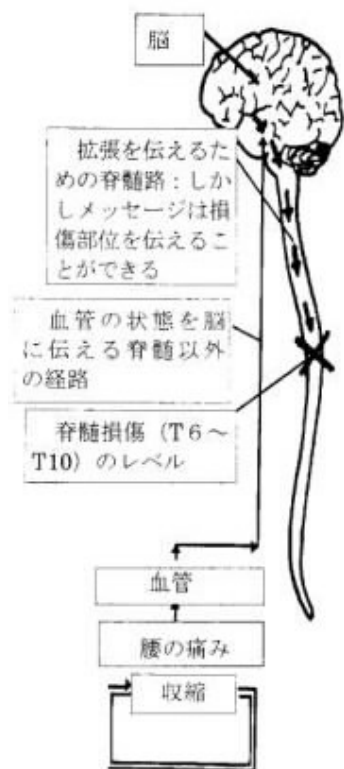 脳
拡張を伝えるた
めの脊髄路：しか
しメッセージは損
傷部位を伝えるこ
とができる
血管の状態を脳
に伝える脊髄以外
の経路
脊髄損傷（T6～
T10）のレベル
血管
腰の痛み
収縮